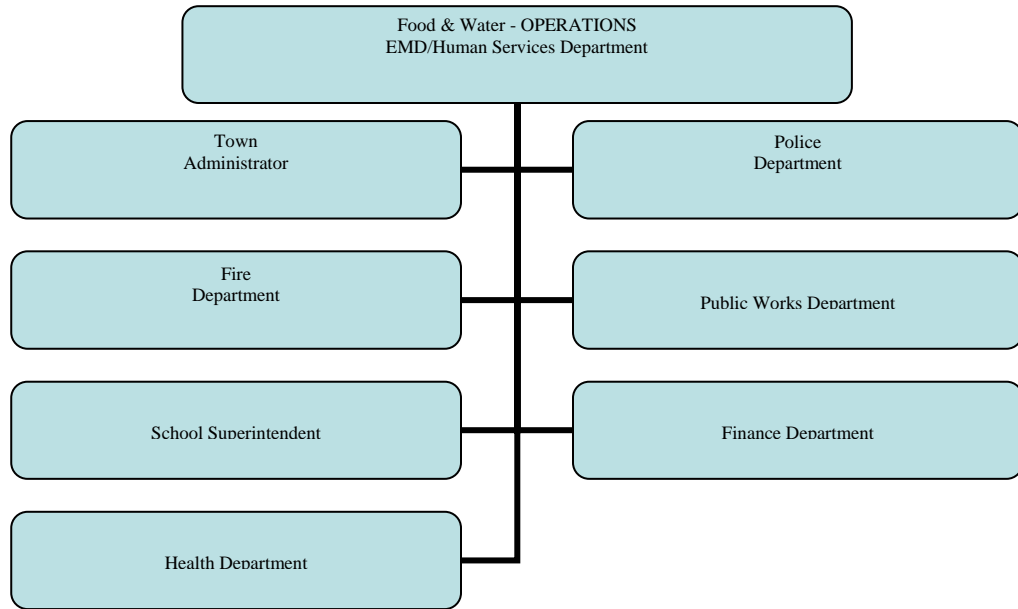 Food & Water - OPERATIONS
EMD/Human Services Department
Town
Administrator
Police
Department
Fire
Department
Public Works Department
School Superintendent
Finance Department
Health Department